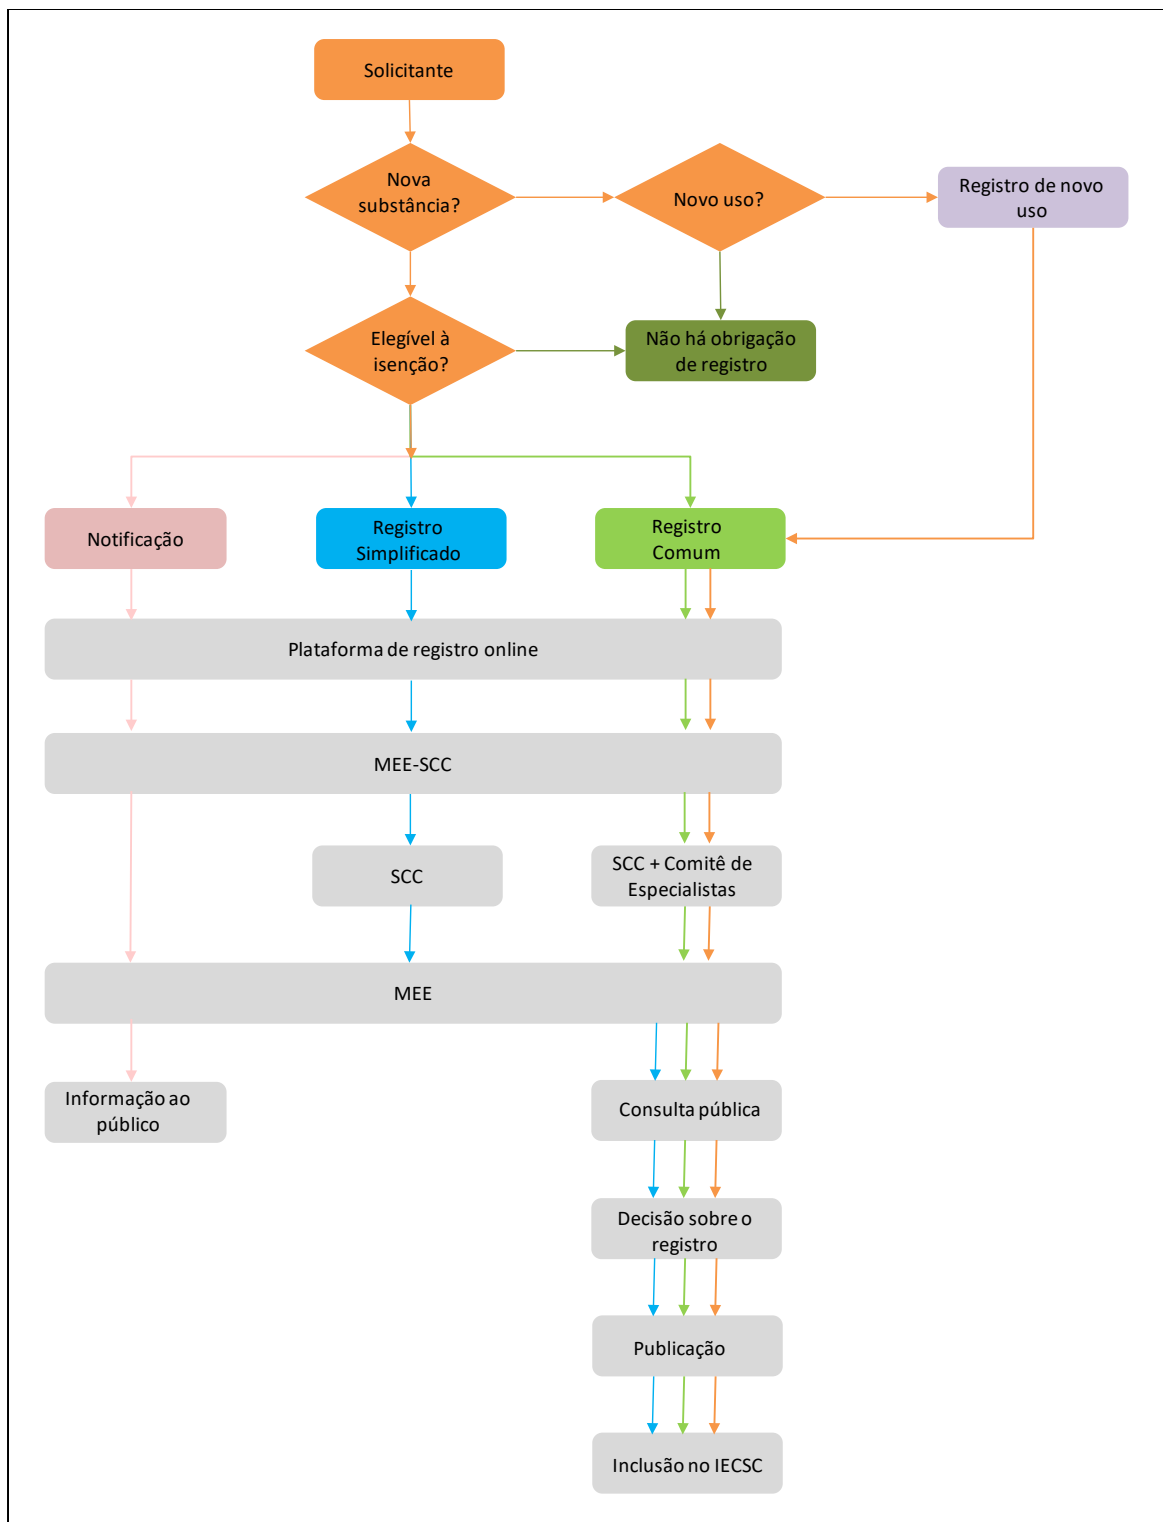 Solicitante
Nova
substância?
Novo uso?
Registro de novo
uso
Elegível à
isenção?
Não há obrigação
de registro
Notificação
Registro
Simplificado
Registro
Comum
Plataforma de registro online
MEE-SCC
SCC
SCC + Comitê de
Especialistas
MEE
Informação ao
público
Consulta pública
Decisão sobre o
registro
Publicação
Inclusão no IECSC